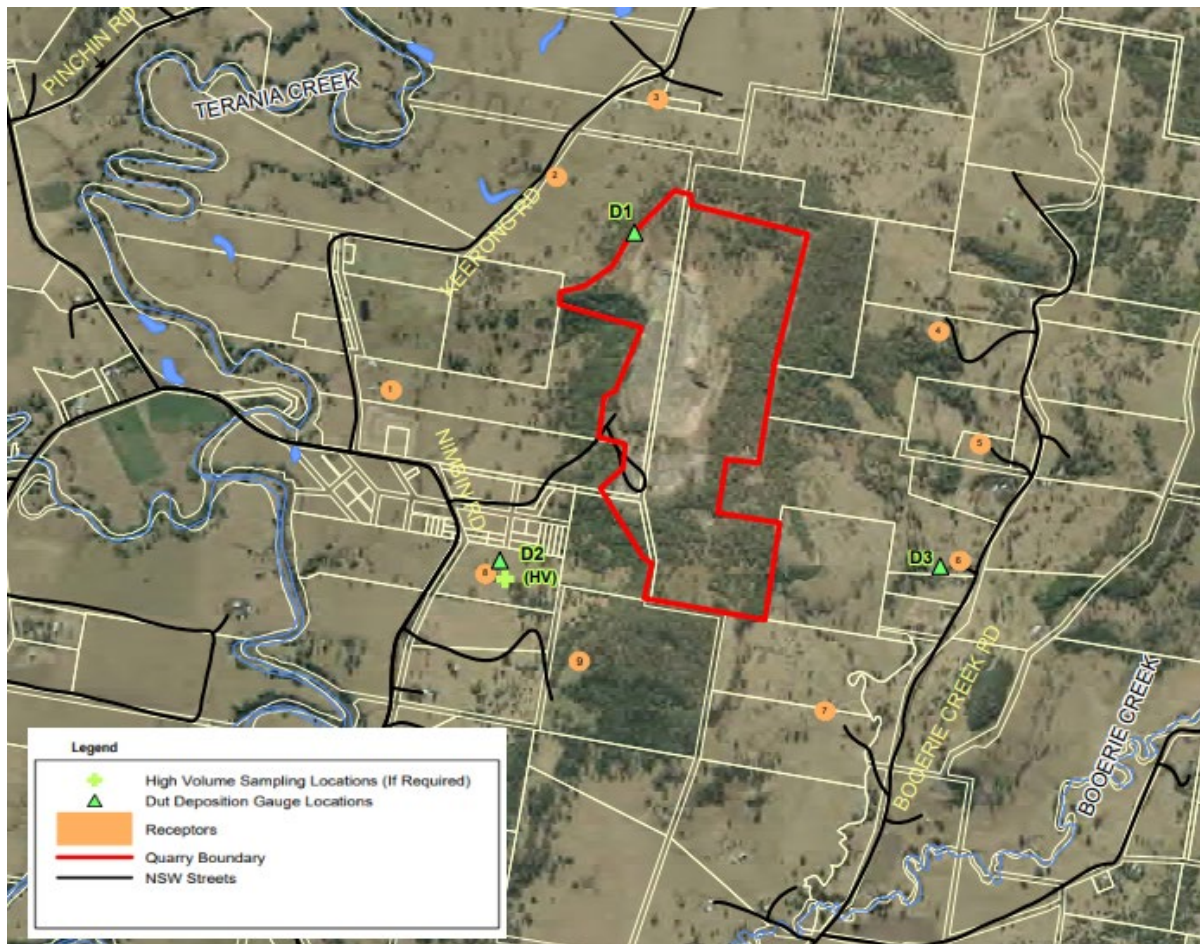 PINCHIN RD
TERANIA CREEK
3
2
KEERONG RD
D1
4
1
NIMBIN RD
5
D2
(HV)
8
D3
6
9
7
BOOERIE CREEK RD
BOOERIE CREEK
Legend
High Volume Sampling Locations (If Required)
Dut Deposition Gauge Locations
Receptors
Quarry Boundary
NSW Streets